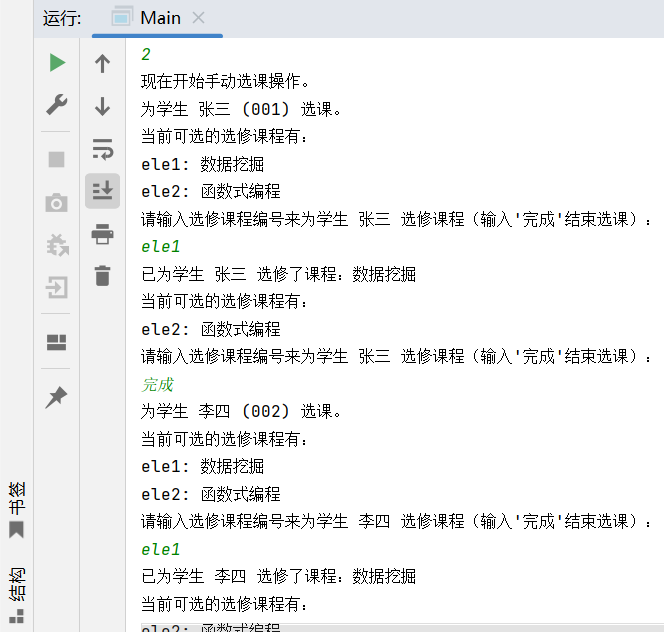 运行: Main
2
现在开始手动选课操作。
为学生 张三 (001) 选课。
当前可选的选修课程有:
ele1: 数据挖掘
ele2: 函数式编程
请输入选修课程编号来为学生 张三 选修课程（输入'完成'结束选课）:
ele1
已为学生 张三 选修了课程: 数据挖掘
当前可选的选修课程有:
ele2: 函数式编程
请输入选修课程编号来为学生 张三 选修课程（输入'完成'结束选课）:
完成
为学生 李四 (002) 选课。
当前可选的选修课程有:
ele1: 数据挖掘
ele2: 函数式编程
请输入选修课程编号来为学生 李四 选修课程（输入'完成'结束选课）:
ele1
已为学生 李四 选修了课程: 数据挖掘
当前可选的选修课程有:
ele2: 函数式编程
书签
结构